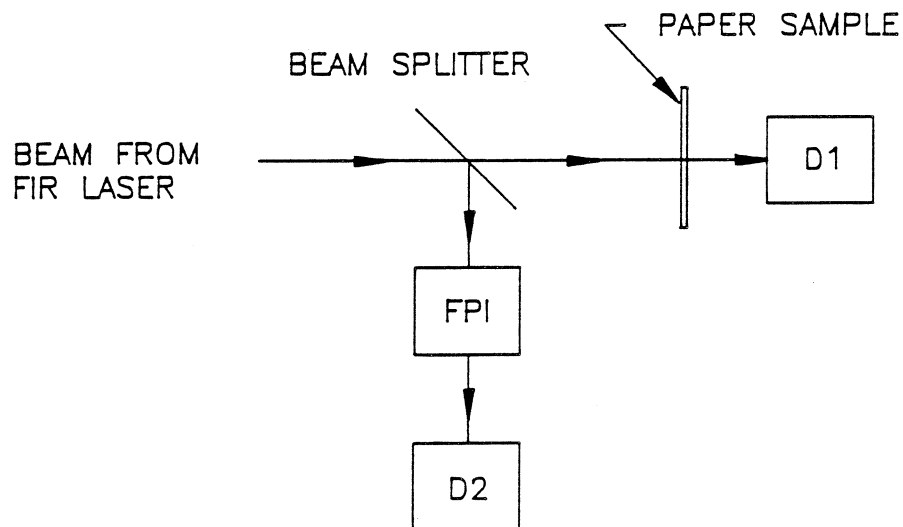 PAPER SAMPLE
BEAM SPLITTER
BEAM FROM
FIR LASER
D1
FPI
D2